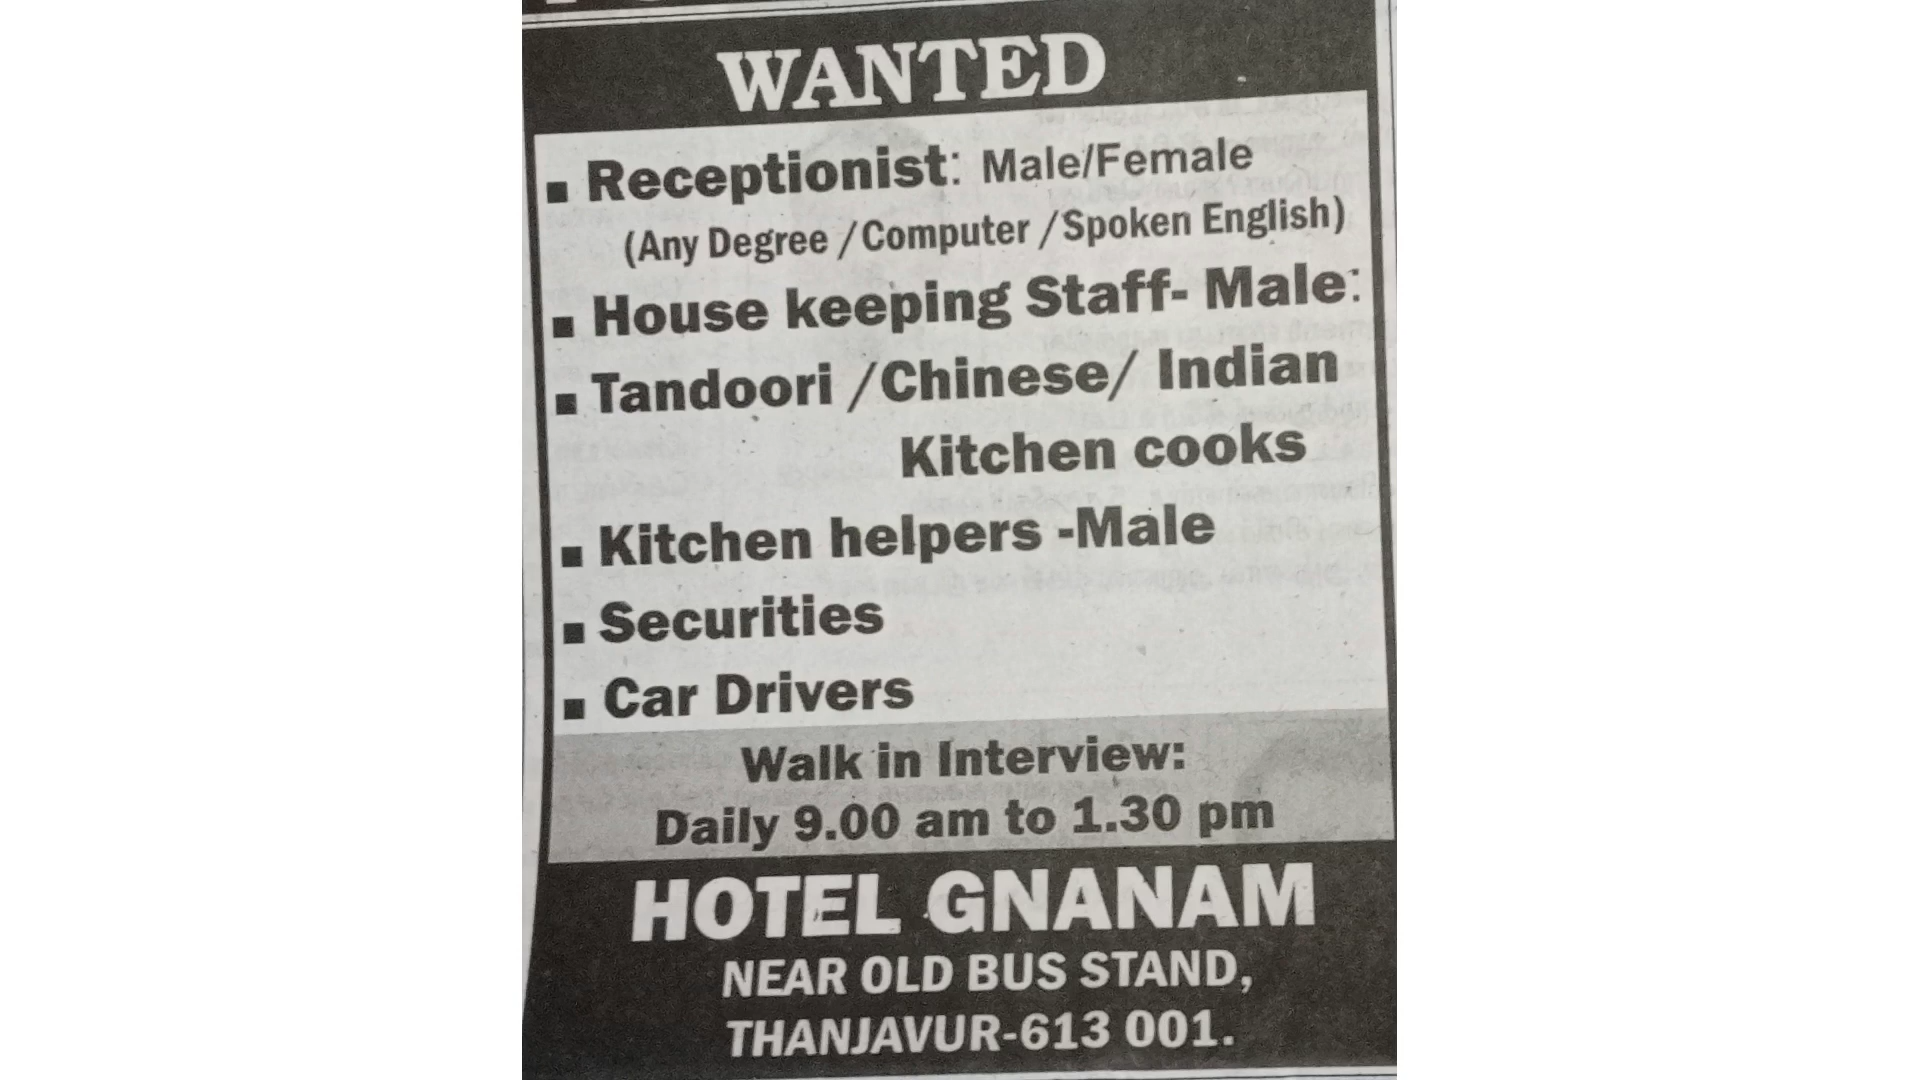 WANTED
▪ Receptionist: Male/Female
(Any Degree /Computer /Spoken English)
▪ House keeping Staff- Male:
▪ Tandoori /Chinese/ Indian
Kitchen cooks
▪ Kitchen helpers -Male
▪ Securities
▪ Car Drivers
Walk in Interview:
Daily 9.00 am to 1.30 pm
HOTEL GNANAM
NEAR OLD BUS STAND,
THANJAVUR-613 001.